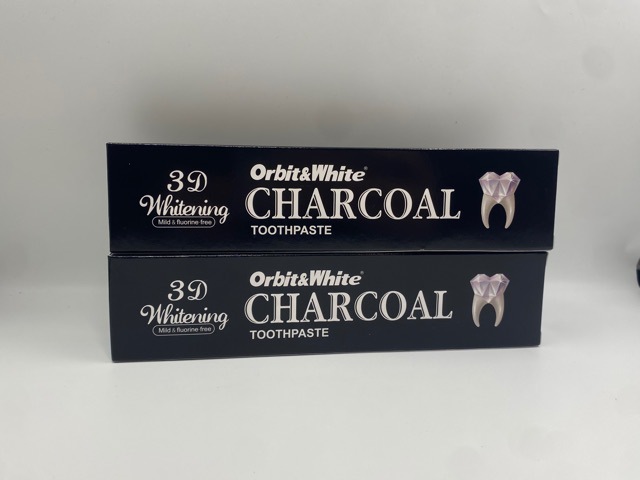 3D
Whitening
Mild & fluorine free
Orbit&White®
CHARCOAL
TOOTHPASTE
3D
Whitening
Mild & fluorine free
Orbit&White®
CHARCOAL
TOOTHPASTE